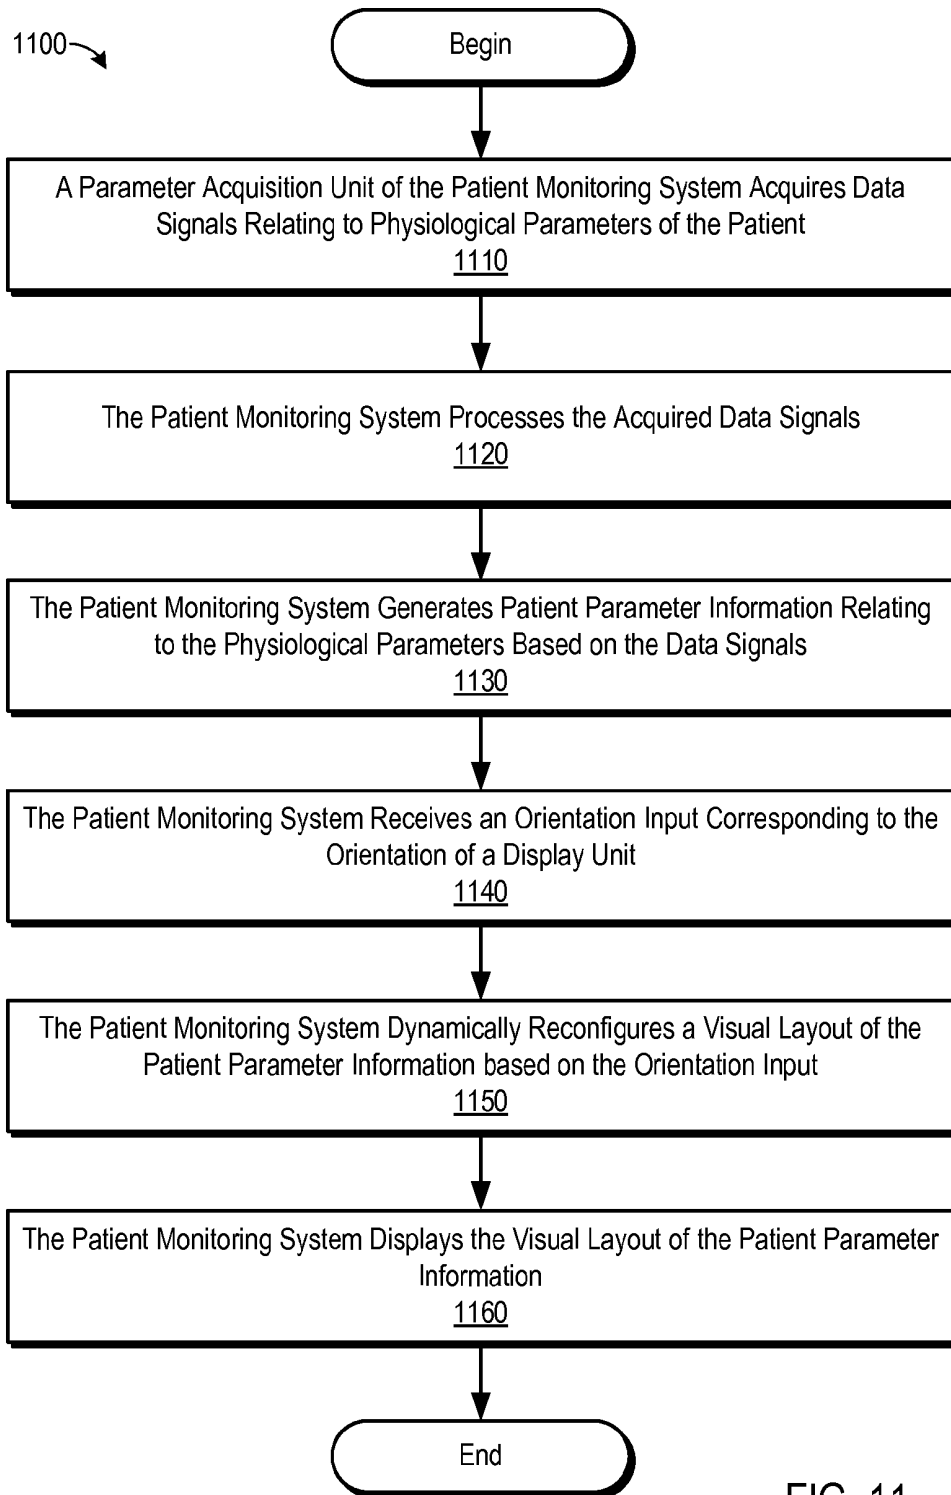 1100
Begin
A Parameter Acquisition Unit of the Patient Monitoring System Acquires Data
Signals Relating to Physiological Parameters of the Patient
1110
The Patient Monitoring System Processes the Acquired Data Signals
1120
The Patient Monitoring System Generates Patient Parameter Information Relating
to the Physiological Parameters Based on the Data Signals
1130
The Patient Monitoring System Receives an Orientation Input Corresponding to the
Orientation of a Display Unit
1140
The Patient Monitoring System Dynamically Reconfigures a Visual Layout of the
Patient Parameter Information based on the Orientation Input
1150
The Patient Monitoring System Displays the Visual Layout of the Patient Parameter
Information
1160
End
FIG. 11